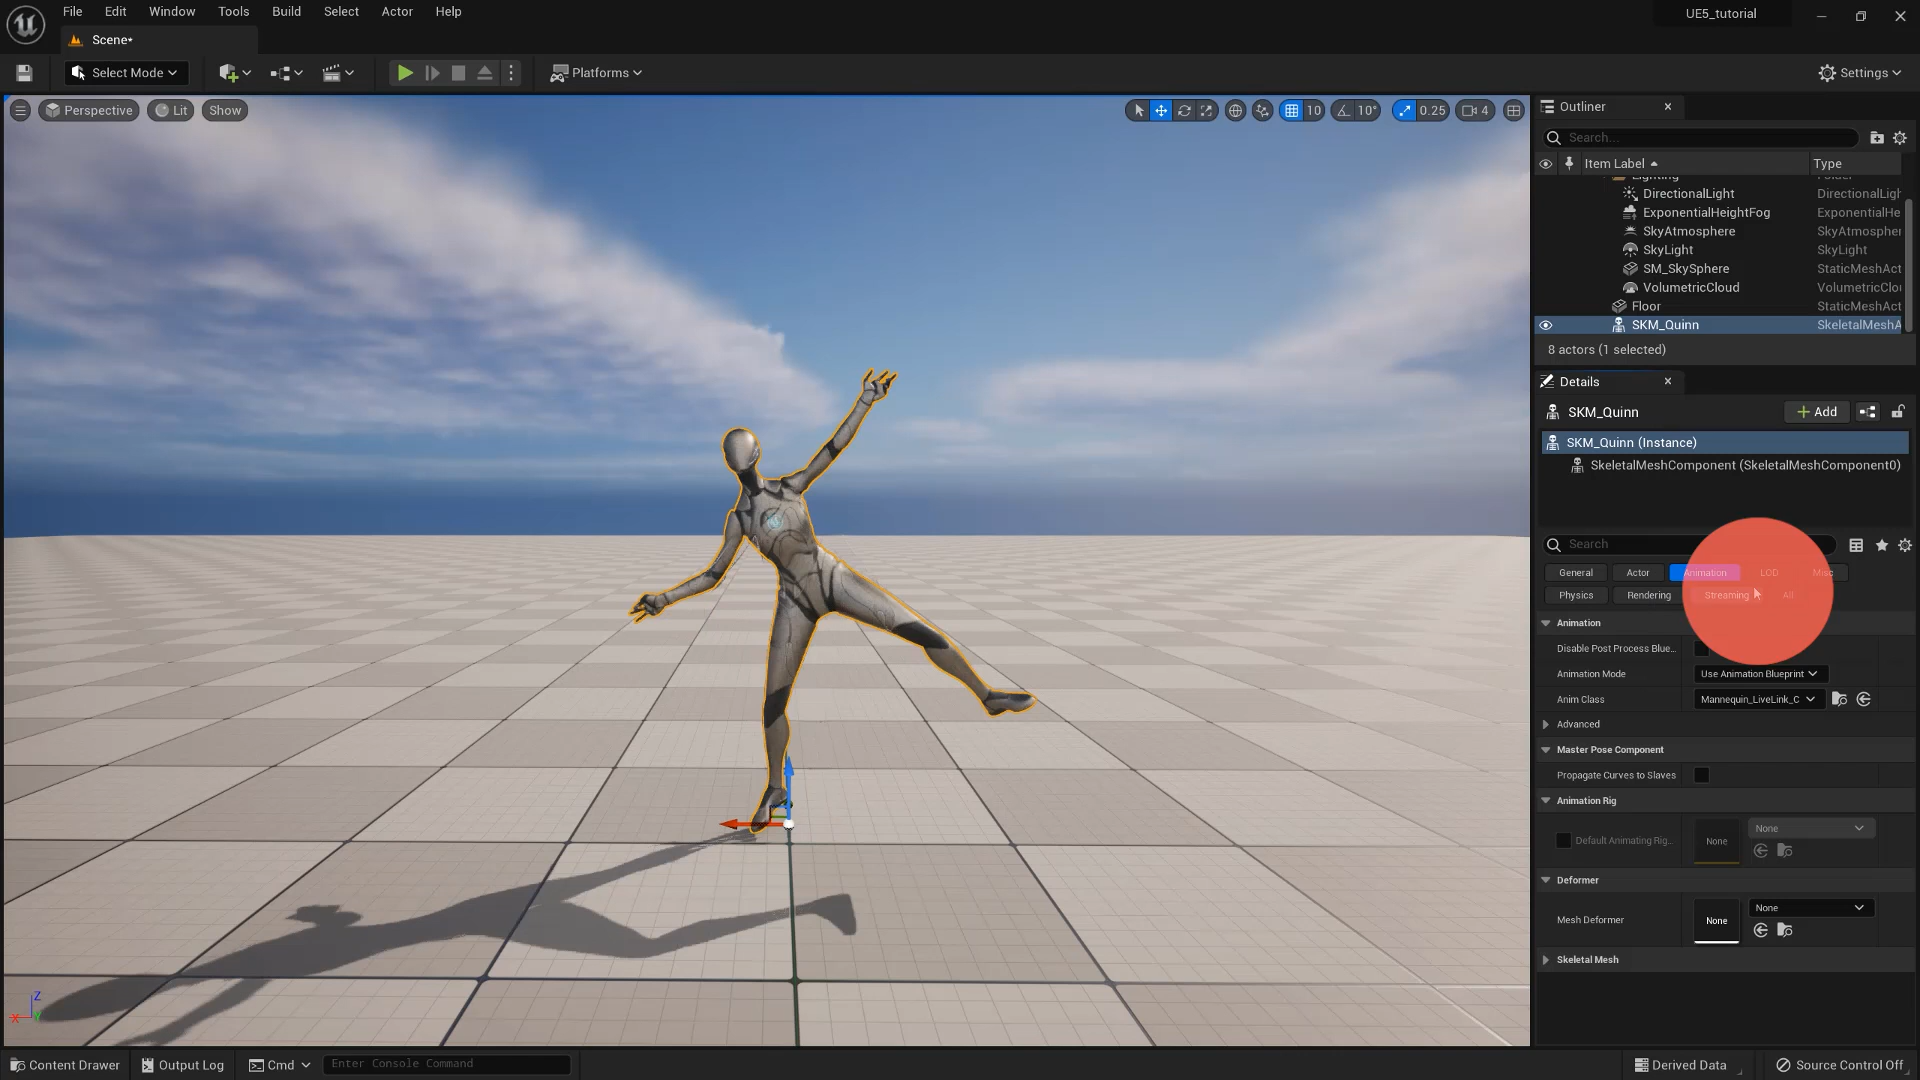 File Edit Window Tools Build Select Actor Help
UE5_tutorial
Scene*
Select Mode
Platforms
Settings
Perspective Lit Show
10 10° 0.25 4
Outliner
Search...
Item Label Type
Lighting Folder
DirectionalLight DirectionalLigh
ExponentialHeightFog ExponentialHe
SkyAtmosphere SkyAtmospher
SkyLight SkyLight
SM_SkySphere StaticMeshAct
VolumetricCloud VolumetricClo
Floor StaticMeshAct
SKM_Quinn SkeletalMeshA
8 actors (1 selected)
Details
SKM_Quinn
Add
SKM_Quinn (Instance)
SkeletalMeshComponent (SkeletalMeshComponent0)
Search
General Actor Animation LOD Misc
Physics Rendering Streaming All
Animation
Disable Post Process Blue...
Animation Mode Use Animation Blueprint
Anim Class Mannequin_LiveLink_C
Advanced
Master Pose Component
Propagate Curves to Slaves
Animation Rig
None
Default Animating Rig... None
Deformer
None
Mesh Deformer None
Skeletal Mesh
Z
X
Content Drawer Output Log Cmd Enter Console Command
Derived Data Source Control Off